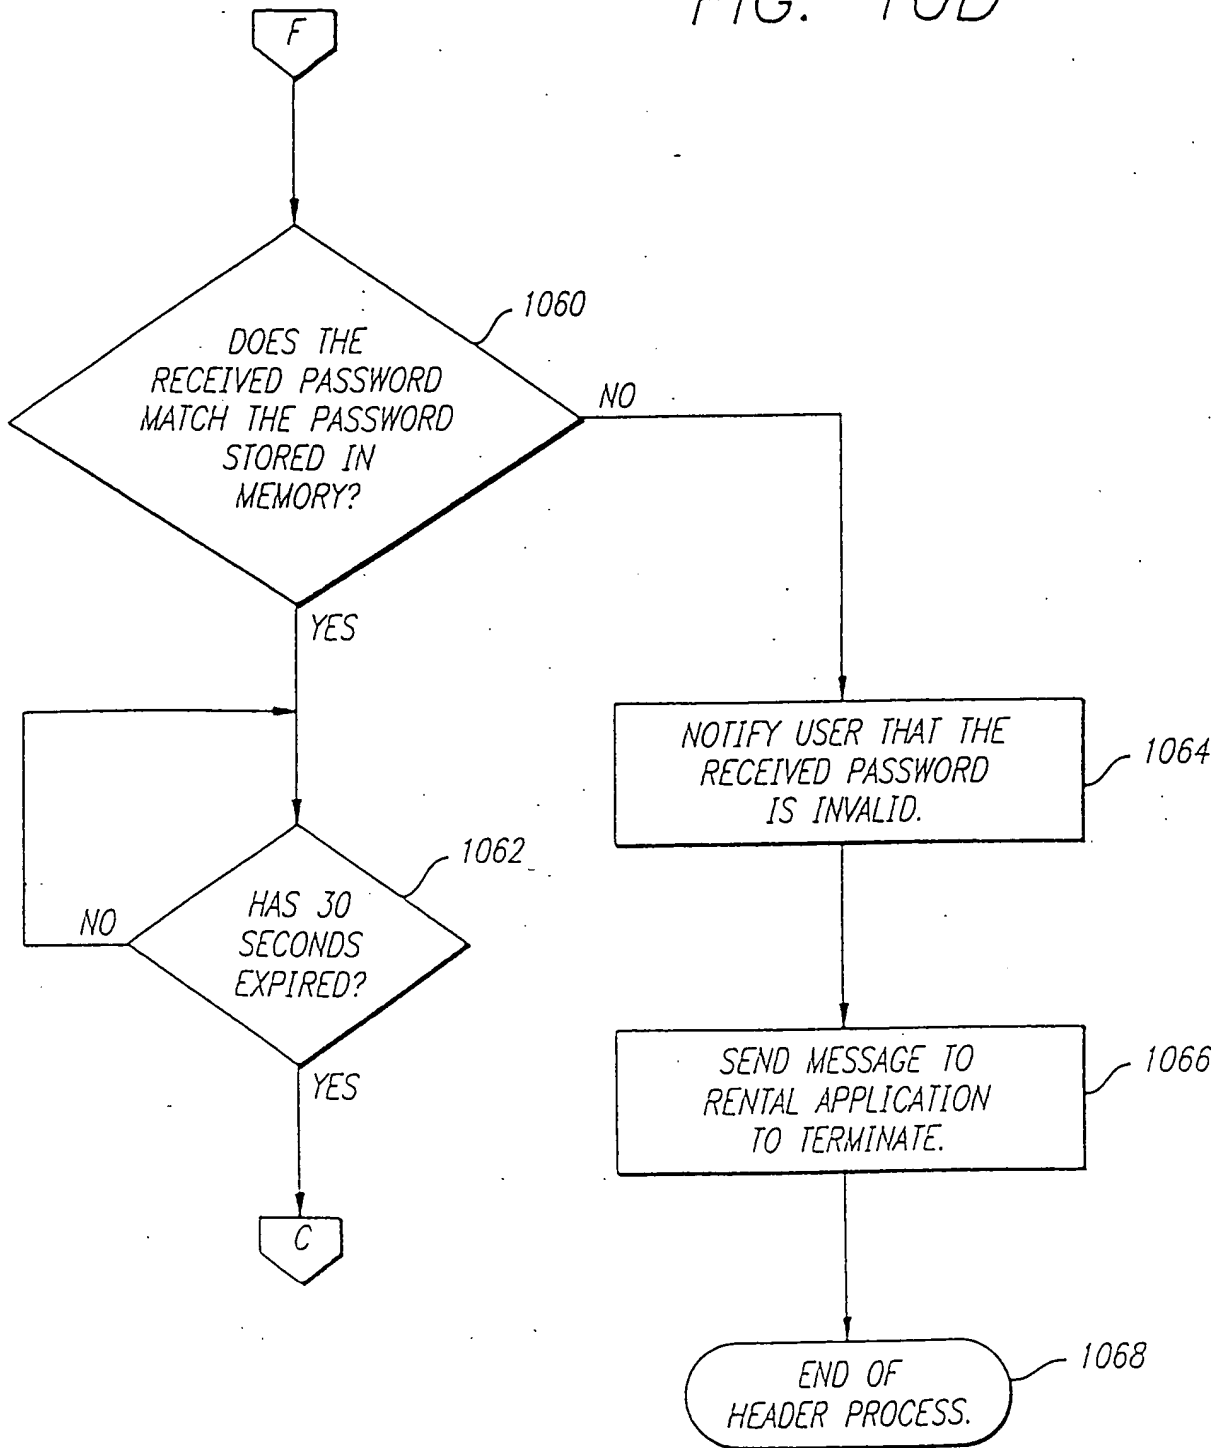 FIG. 10D
F
1060
DOES THE
RECEIVED PASSWORD
MATCH THE PASSWORD
STORED IN
MEMORY?
NO
YES
NOTIFY USER THAT THE
RECEIVED PASSWORD
IS INVALID.
1064
1062
HAS 30
SECONDS
EXPIRED?
NO
YES
SEND MESSAGE TO
RENTAL APPLICATION
TO TERMINATE.
1066
C
END OF
HEADER PROCESS.
1068